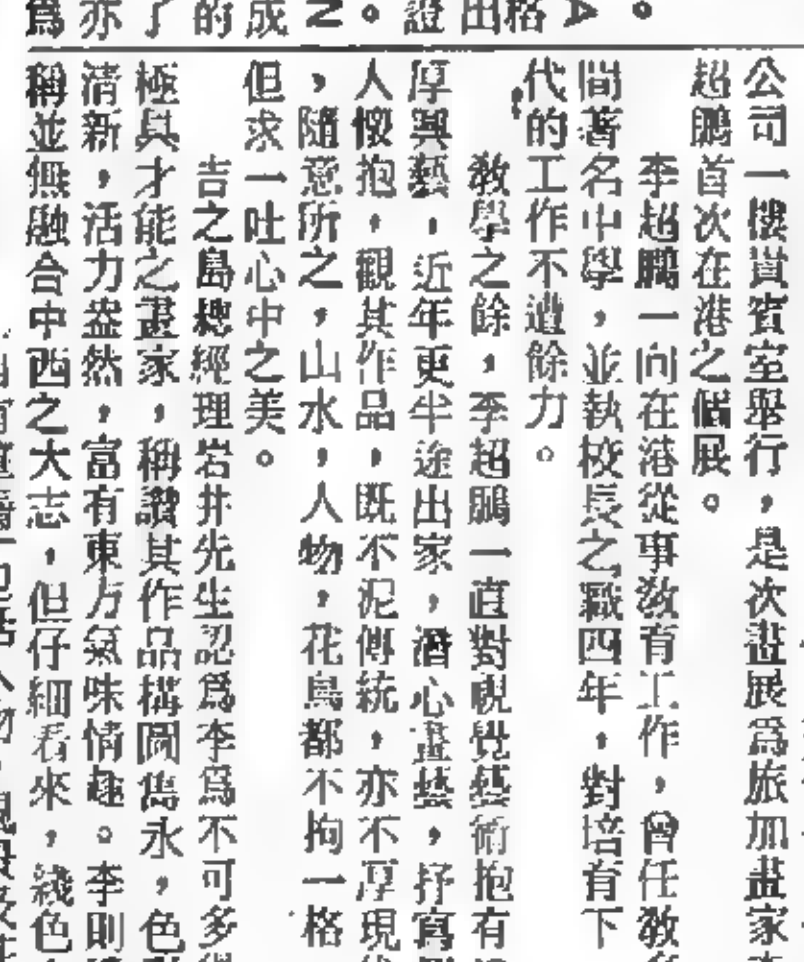 公司一樓貴賓室舉行，是次畫展爲旅加畫家
超鵬首次在港之個展。
李超鵬一向在港從事敎育工作，曾任敎
間著名中學，並執校長之職四年，對培育下
代的工作不遺餘力。
敎學之餘，李超鵬一直對視覺藝術抱有
厚興藝，近年更半途出家，潛心畫藝，抒寫
人懷抱，觀其作品，既不泥傳統，亦不厚現
，隨意所之，山水，人物，花鳥都不拘一格
但求一吐心中之美。
吉之島總經理岩井先生認爲李爲不可多
極具才能之畫家，稱讚其作品構圖雋永，色
清新，活力盎然，富有東方氣味情趣。李則
稱並無融合中西之大志，但仔細看來，綫色